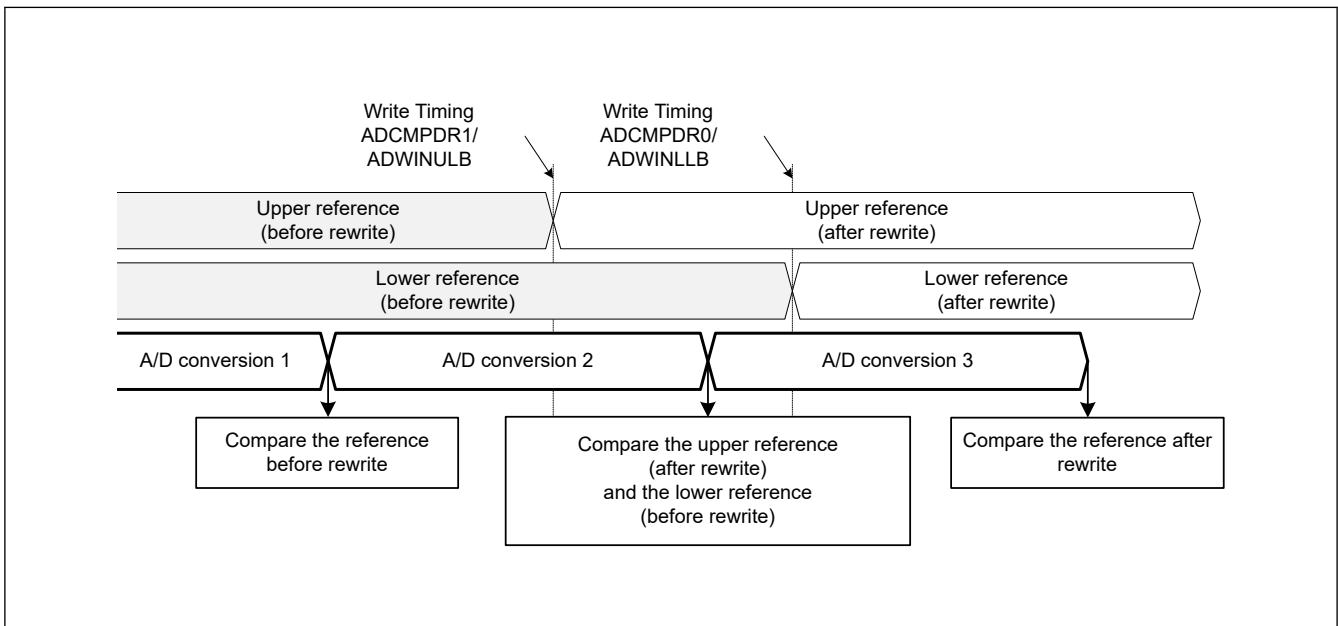 Write Timing
ADCMPDR1/
ADWINULB
Write Timing
ADCMPDR0/
ADWINLLB
Upper reference
(before rewrite)
Upper reference
(after rewrite)
Lower reference
(before rewrite)
Lower reference
(after rewrite)
A/D conversion 1
A/D conversion 2
A/D conversion 3
Compare the reference
before rewrite
Compare the upper reference
(after rewrite)
and the lower reference
(before rewrite)
Compare the reference after
rewrite